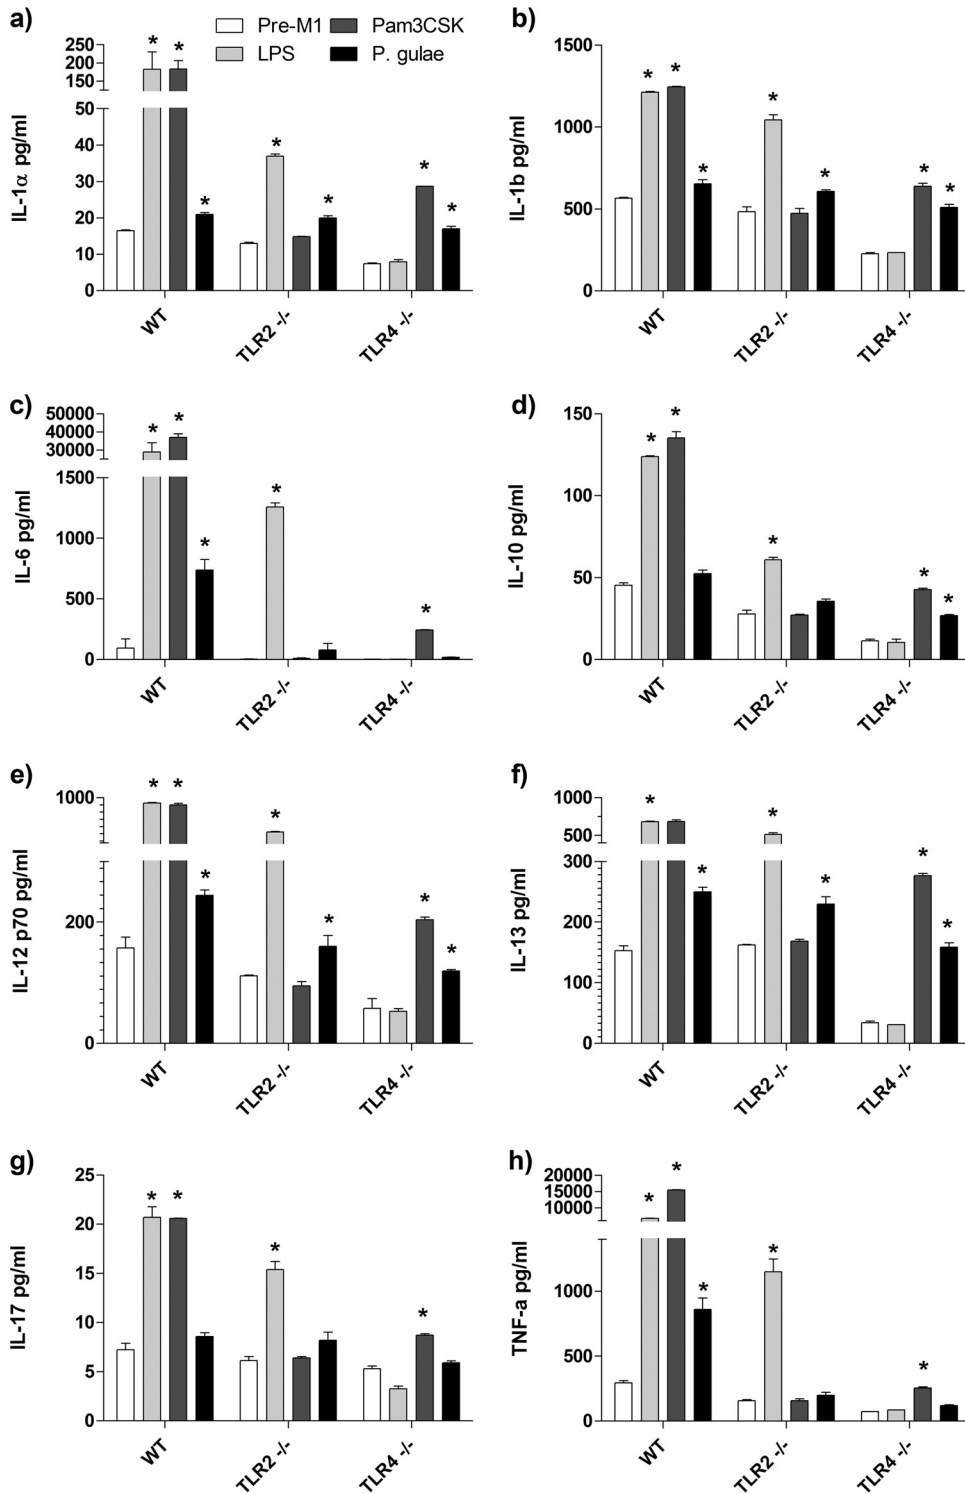 a)
Pre-M1
Pam3CSK
LPS
P. gulae
IL-1α pg/ml
250
200
150
50
40
30
20
10
0
* * * * * * *
WT
TLR2 -/-
TLR4 -/-
b)
IL-1b pg/ml
1500
1000
500
0
* * * * * * *
WT
TLR2 -/-
TLR4 -/-
c)
IL-6 pg/ml
50000
40000
30000
1500
1000
500
0
* * * * *
WT
TLR2 -/-
TLR4 -/-
d)
IL-10 pg/ml
150
100
50
0
* * * * *
WT
TLR2 -/-
TLR4 -/-
e)
IL-12 p70 pg/ml
1000
200
0
* * * * * * *
WT
TLR2 -/-
TLR4 -/-
f)
IL-13 pg/ml
1000
500
300
200
100
0
* * * * * *
WT
TLR2 -/-
TLR4 -/-
g)
IL-17 pg/ml
25
20
15
10
5
0
* * * *
WT
TLR2 -/-
TLR4 -/-
h)
TNF-a pg/ml
20000
15000
10000
1000
500
0
* * * * *
WT
TLR2 -/-
TLR4 -/-